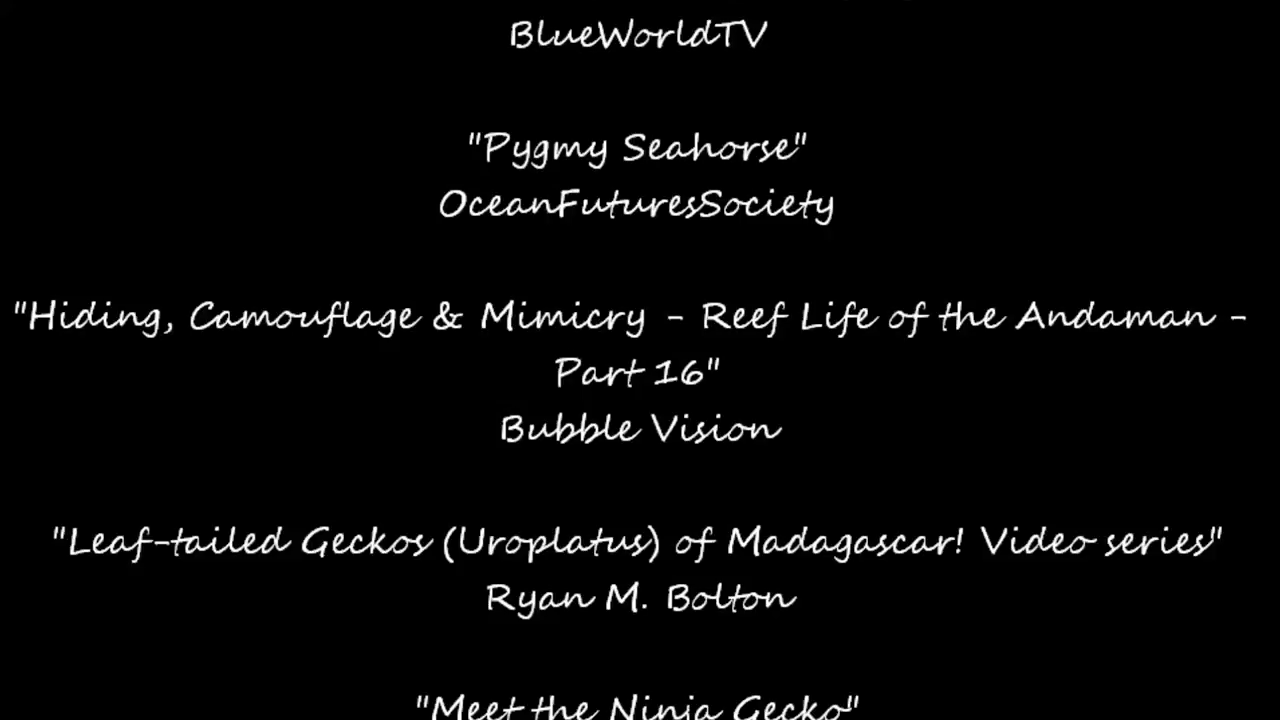 BlueWorldTV
"Pygmy Seahorse"
OceanFuturesSociety
"Hiding, Camouflage & Mimicry - Reef Life of the Andaman -
Part 16"
Bubble Vision
"Leaf-tailed Geckos (Uroplatus) of Madagascar! Video series"
Ryan M. Bolton
"Meet the Ninja Gecko"